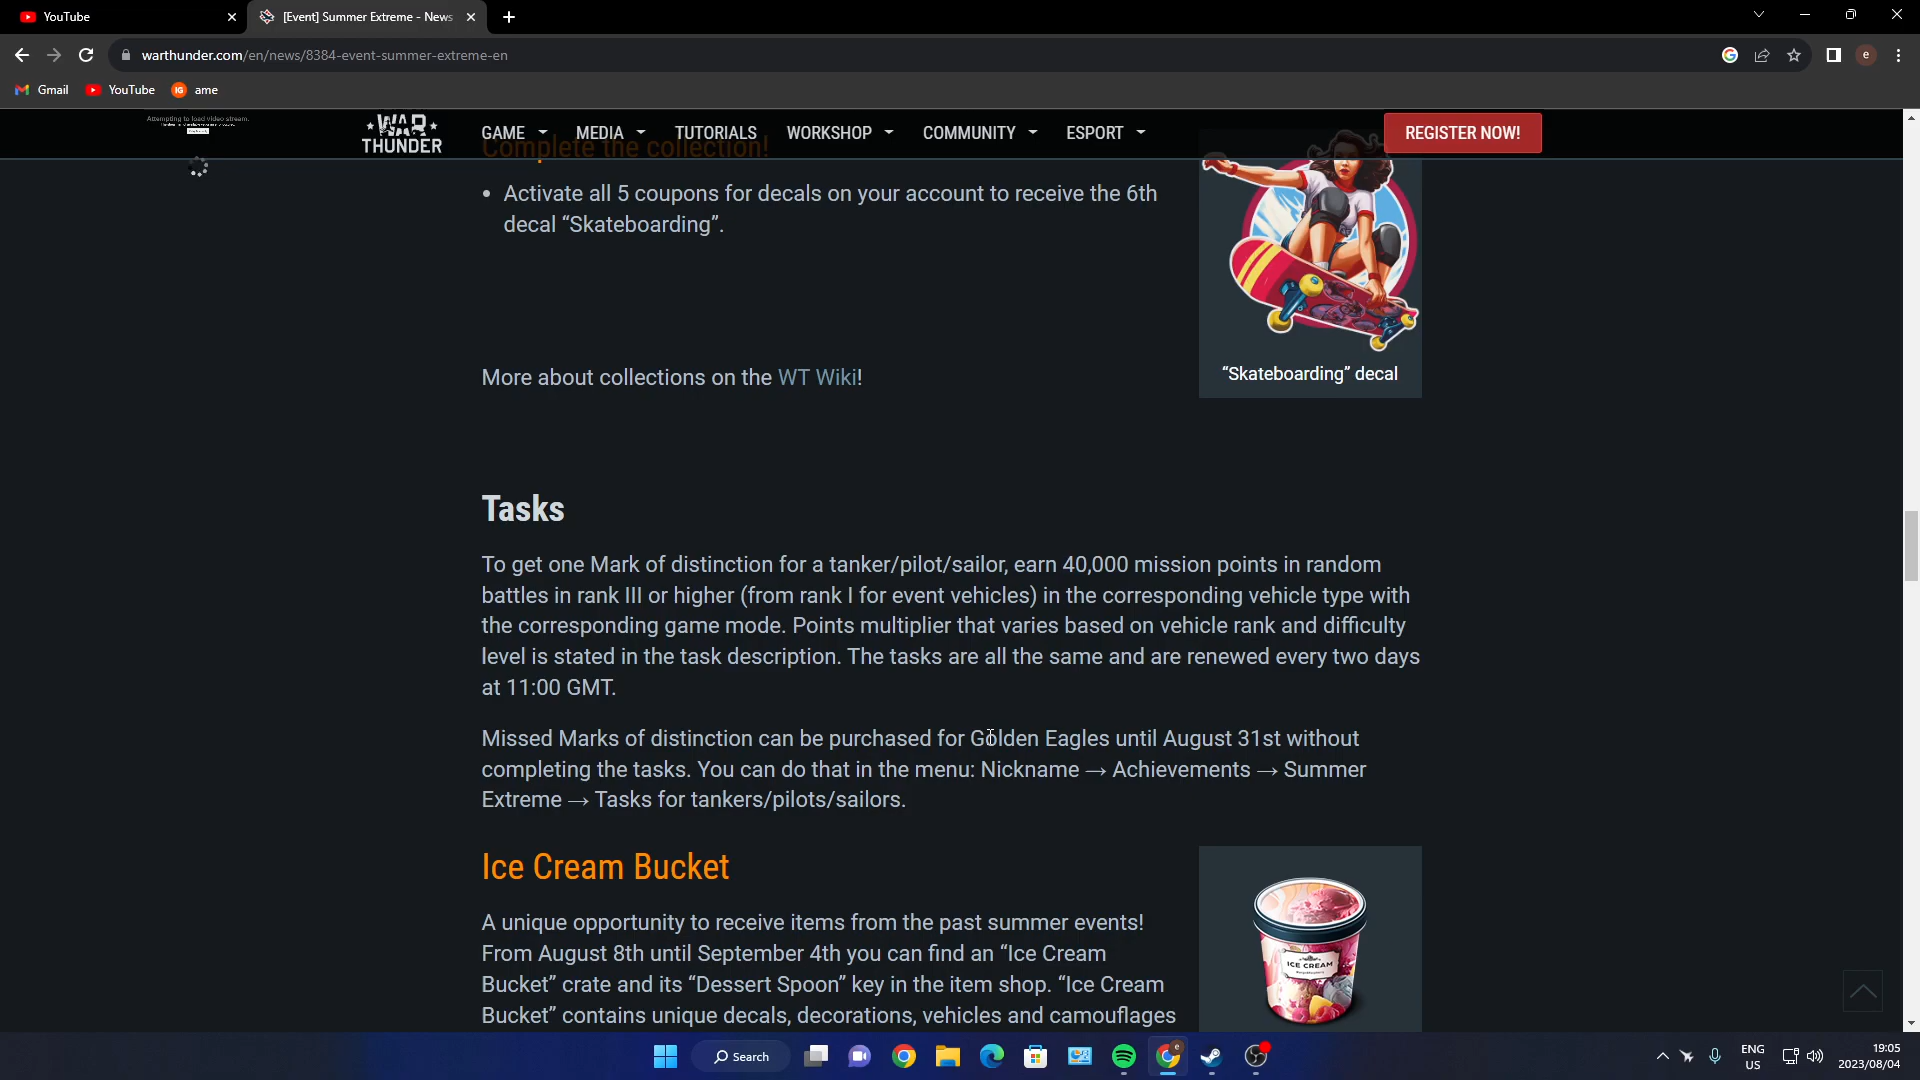 YouTube
[Event] Summer Extreme - News
warthunder.com/en/news/8384-event-summer-extreme-en
e
Gmail
YouTube
IG
ame
Attempting to load video stream.
WAR THUNDER
GAME
MEDIA
TUTORIALS
WORKSHOP
COMMUNITY
ESPORT
REGISTER NOW!
Complete the collection!
• Activate all 5 coupons for decals on your account to receive the 6th
decal “Skateboarding”.
More about collections on the WT Wiki!
“Skateboarding” decal
Tasks
To get one Mark of distinction for a tanker/pilot/sailor, earn 40,000 mission points in random
battles in rank III or higher (from rank I for event vehicles) in the corresponding vehicle type with
the corresponding game mode. Points multiplier that varies based on vehicle rank and difficulty
level is stated in the task description. The tasks are all the same and are renewed every two days
at 11:00 GMT.
Missed Marks of distinction can be purchased for Golden Eagles until August 31st without
completing the tasks. You can do that in the menu: Nickname → Achievements → Summer
Extreme → Tasks for tankers/pilots/sailors.
Ice Cream Bucket
A unique opportunity to receive items from the past summer events!
From August 8th until September 4th you can find an “Ice Cream
Bucket” crate and its “Dessert Spoon” key in the item shop. “Ice Cream
Bucket” contains unique decals, decorations, vehicles and camouflages
ICE CREAM
Search
e
ENG
US
19:05
2023/08/04